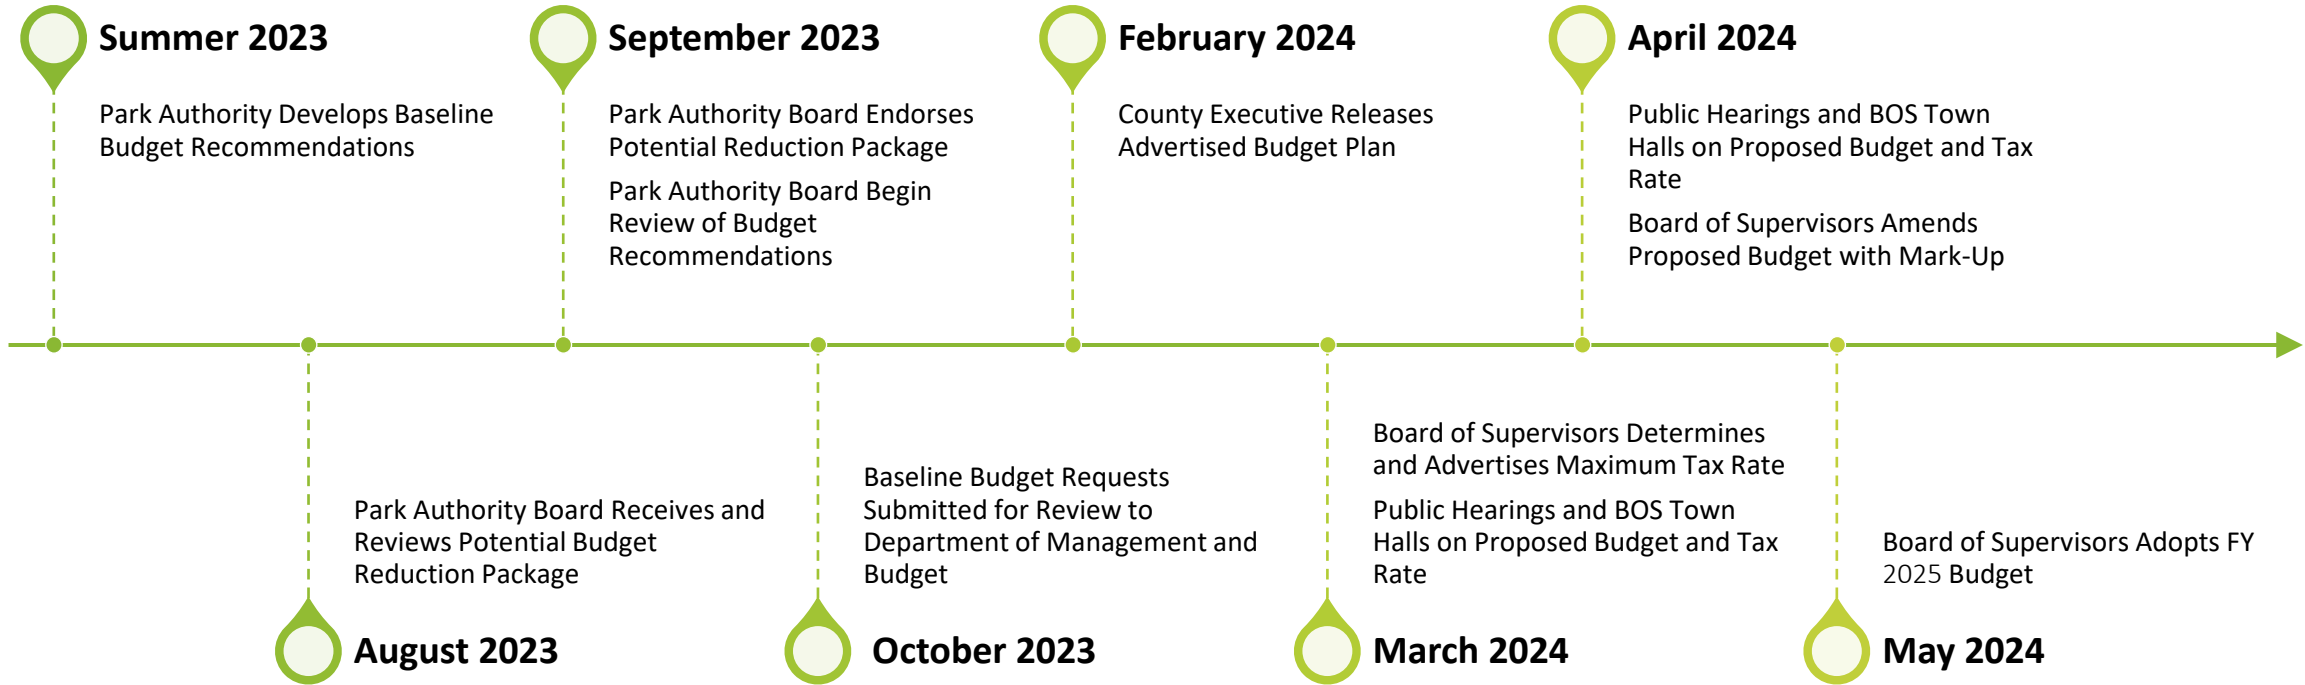 Summer 2023
Park Authority Develops Baseline
Budget Recommendations
September 2023
Park Authority Board Endorses
Potential Reduction Package
Park Authority Board Begin
Review of Budget
Recommendations
February 2024
County Executive Releases
Advertised Budget Plan
April 2024
Public Hearings and BOS Town
Halls on Proposed Budget and Tax
Rate
Board of Supervisors Amends
Proposed Budget with Mark-Up
Park Authority Board Receives and
Reviews Potential Budget
Reduction Package
August 2023
Baseline Budget Requests
Submitted for Review to
Department of Management and
Budget
October 2023
Board of Supervisors Determines
and Advertises Maximum Tax Rate
Public Hearings and BOS Town
Halls on Proposed Budget and Tax
Rate
March 2024
Board of Supervisors Adopts FY
2025 Budget
May 2024